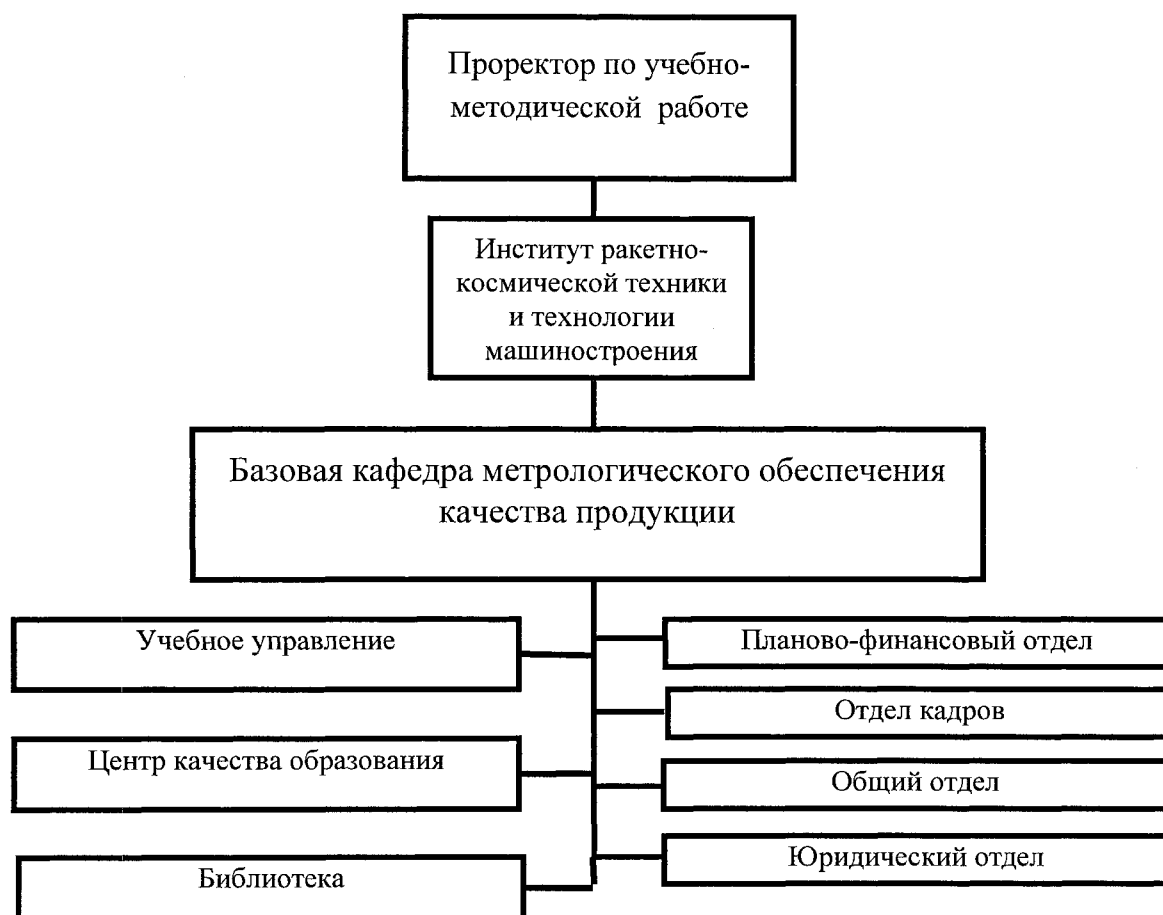 Проректор по учебно-
методической работе
Институт ракетно-
космической техники
и технологии
машиностроения
Базовая кафедра метрологического обеспечения
качества продукции
Учебное управление
Планово-финансовый отдел
Отдел кадров
Центр качества образования
Общий отдел
Юридический отдел
Библиотека